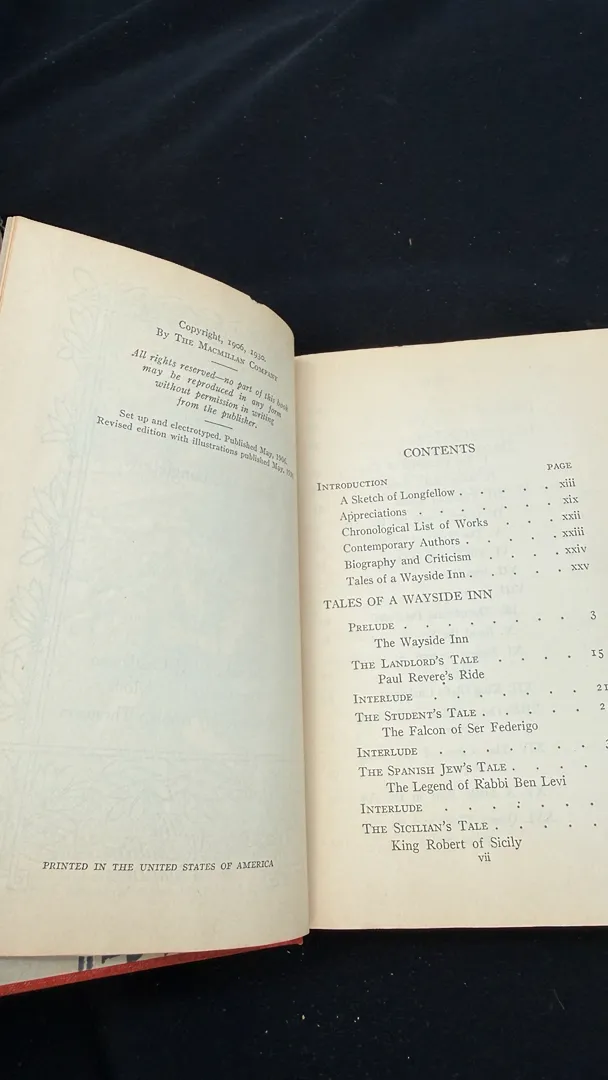 Copyright, 1906, 1930,
By The Macmillan Company
All rights reserved—no part of this book
may be reproduced in any form
without permission in writing
from the publisher.
Set up and electrotyped. Published May, 1906.
Revised edition with illustrations published May,
PRINTED IN THE UNITED STATES OF AMERICA
CONTENTS
PAGE
Introduction
A Sketch of Longfellow . . . . . xiii
Appreciations . . . . . . . xix
Chronological List of Works . . . xxii
Contemporary Authors . . . . . xxiii
Biography and Criticism . . . . xxiv
Tales of a Wayside Inn . . . . . xxv
TALES OF A WAYSIDE INN
Prelude . . . . . . . . 3
The Wayside Inn
The Landlord's Tale . . . . . 15
Paul Revere's Ride
Interlude . . . . . . . 21
The Student's Tale . . . . .
The Falcon of Ser Federigo
Interlude . . . . . . .
The Spanish Jew's Tale . . . .
The Legend of Rabbi Ben Levi
Interlude . . . . . .
The Sicilian's Tale . . . . .
King Robert of Sicily
vii